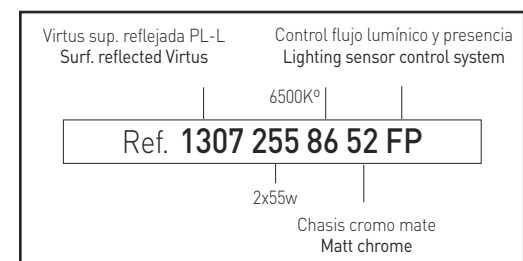 Virtus sup. reflejada PL-L
Surf. reflected Virtus
Control flujo lumínico y presencia
Lighting sensor control system
6500Kº
Ref. 1307 255 86 52 FP
2x55w
Chasis cromo mate
Matt chrome